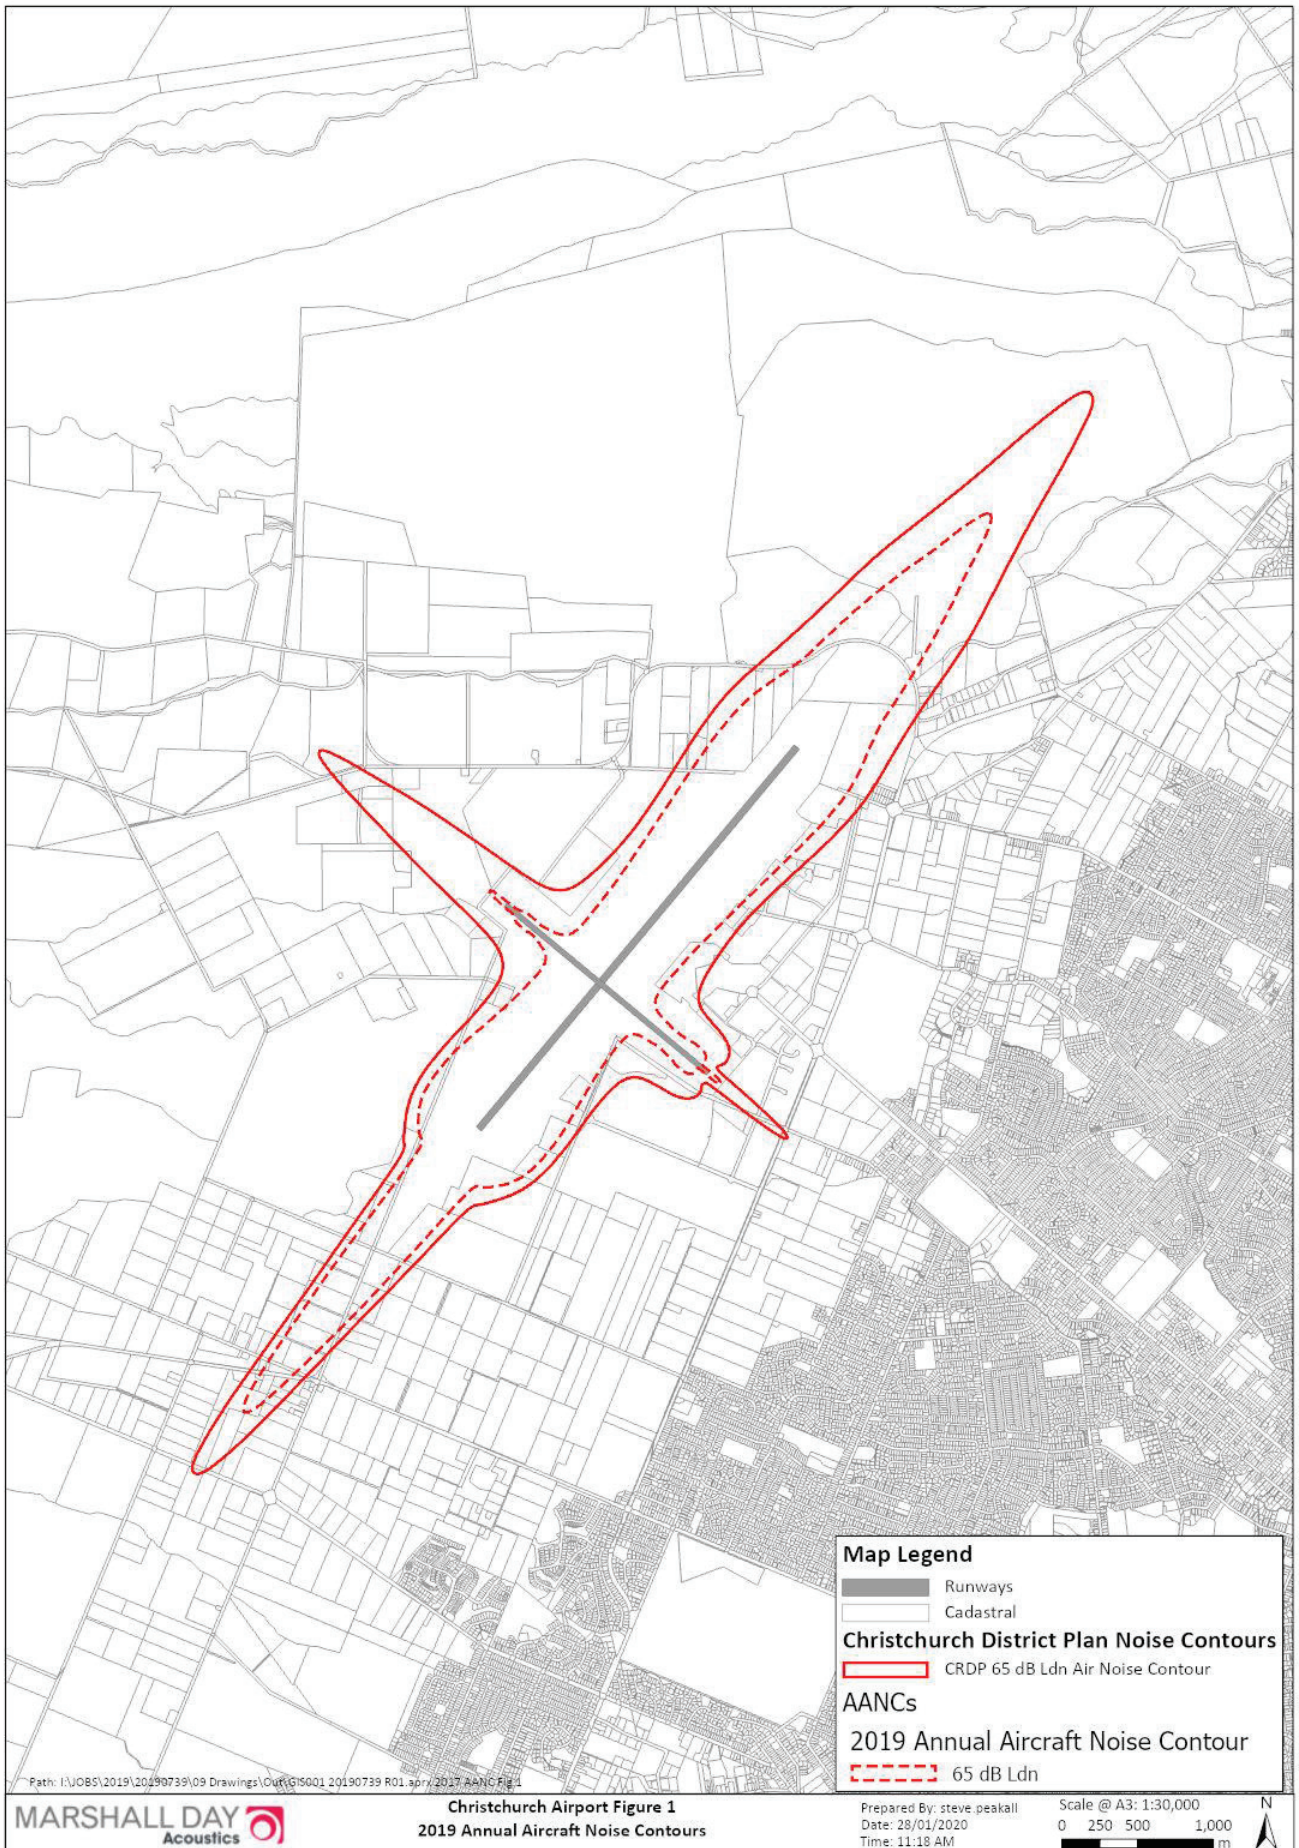 Map Legend
Runways
Cadastral
Christchurch District Plan Noise Contours
CRDP 65 dB Ldn Air Noise Contour
AANCs
2019 Annual Aircraft Noise Contour
65 dB Ldn
Path: I:\JOBS\2019\20190739\09 Drawings\Out\GIS001 20190739 R01.aprx 2017 AANC Fig 1
MARSHALL DAY
Acoustics
Christchurch Airport Figure 1
2019 Annual Aircraft Noise Contours
Prepared By: steve.peakall
Date: 28/01/2020
Time: 11:18 AM
Scale @ A3: 1:30,000
0 250 500 1,000
m
N